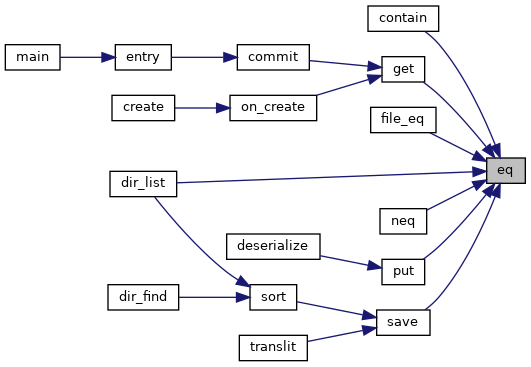 contain
main
entry
commit
get
create
on_create
file_eq
eq
dir_list
neq
deserialize
put
dir_find
sort
save
translit